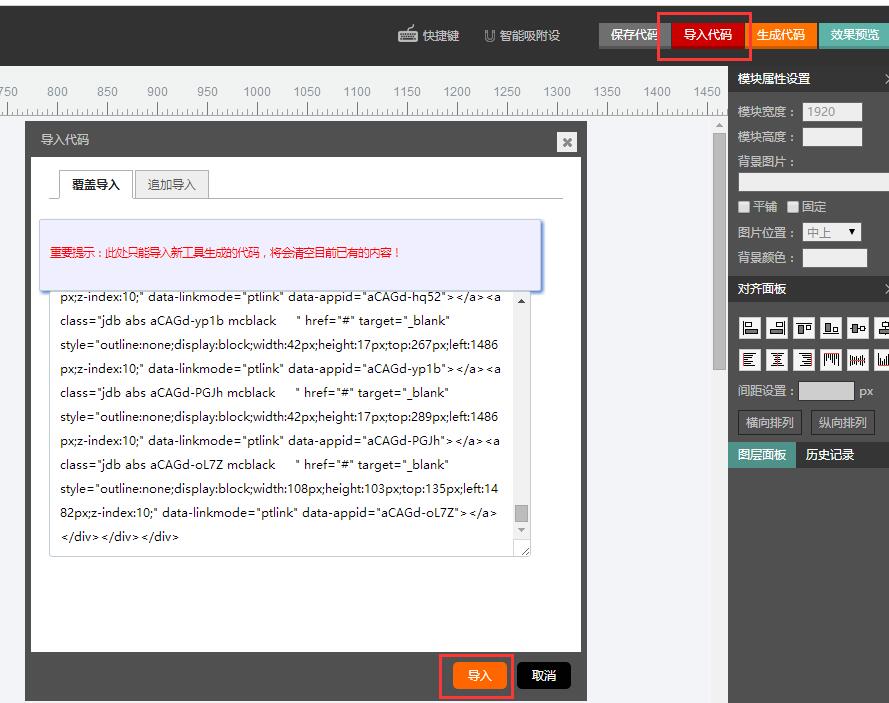 快捷键 智能吸附设 保存代码 导入代码 生成代码 效果预览
750 800 850 900 950 1000 1050 1100 1150 1200 1250 1300 1350 1400 1450
导入代码
覆盖导入 追加导入
重要提示：此处只能导入新工具生成的代码，将会清空目前已有的内容！
px;z-index:10;" data-linkmode="ptlink" data-appid="aCAGd-hq52"></a><a
class="jdb abs aCAGd-yp1b mcblack " href="#" target="_blank"
style="outline:none;display:block;width:42px;height:17px;top:267px;left:1486
px;z-index:10;" data-linkmode="ptlink" data-appid="aCAGd-yp1b"></a><a
class="jdb abs aCAGd-PGJh mcblack " href="#" target="_blank"
style="outline:none;display:block;width:42px;height:17px;top:289px;left:1486
px;z-index:10;" data-linkmode="ptlink" data-appid="aCAGd-PGJh"></a><a
class="jdb abs aCAGd-oL7Z mcblack " href="#" target="_blank"
style="outline:none;display:block;width:108px;height:103px;top:135px;left:14
82px;z-index:10;" data-linkmode="ptlink" data-appid="aCAGd-oL7Z"></a>
</div></div></div>
导入 取消
模块属性设置
模块宽度： 1920
模块高度：
背景图片：
平铺 固定
图片位置： 中上
背景颜色：
对齐面板
间距设置： px
横向排列 纵向排列
图层面板 历史记录